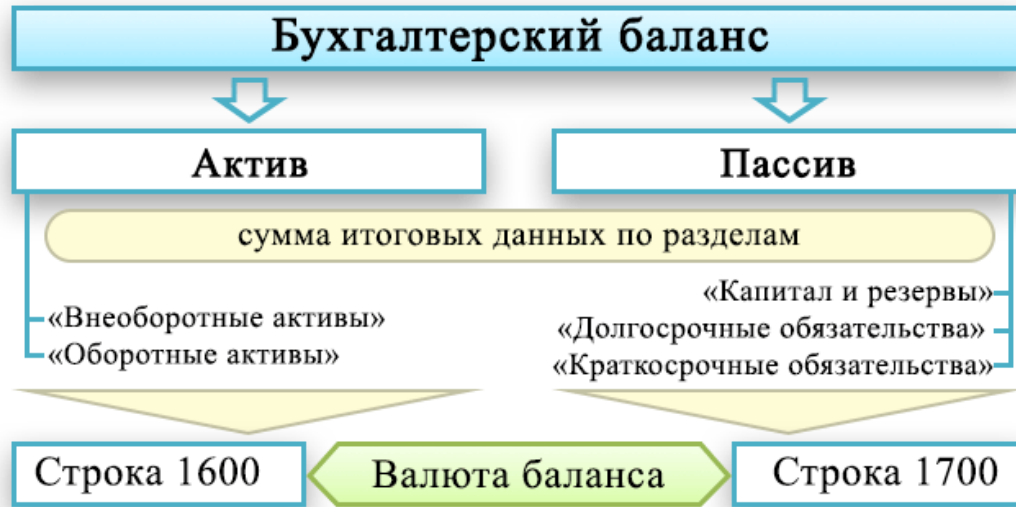 Бухгалтерский баланс
Актив
Пассив
сумма итоговых данных по разделам
«Внеоборотные активы»
«Оборотные активы»
«Капитал и резервы»
«Долгосрочные обязательства»
«Краткосрочные обязательства»
Строка 1600
Валюта баланса
Строка 1700